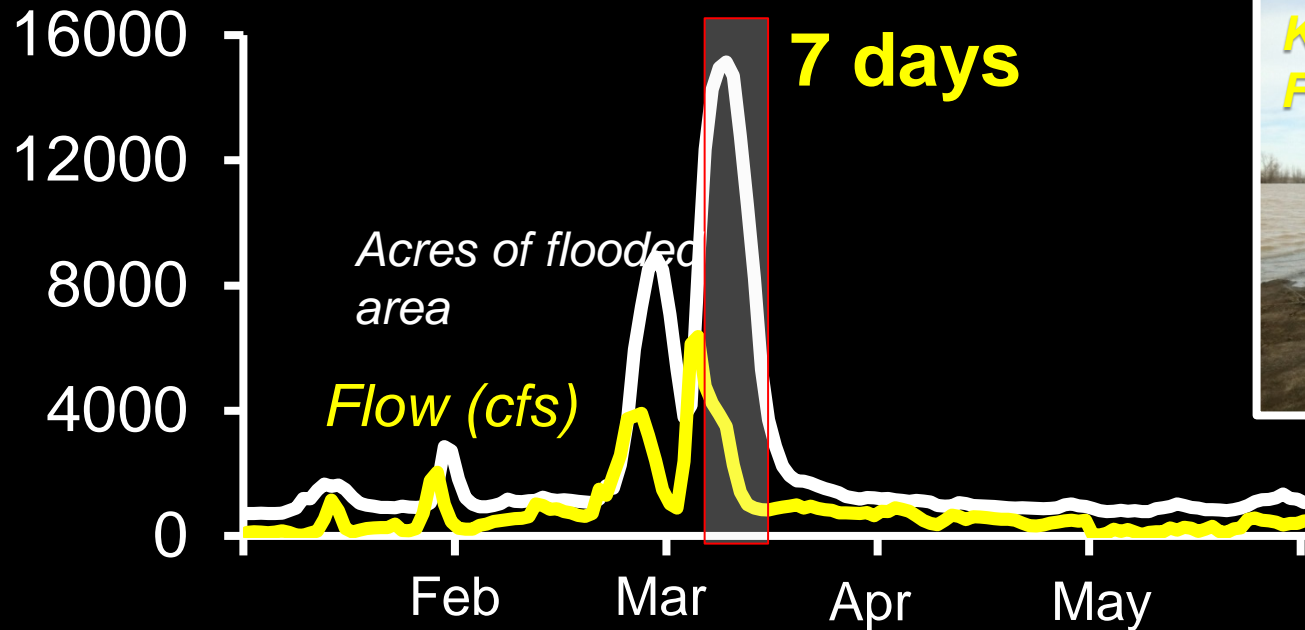 16000
7 days
12000
Acres of flooded
area
8000
Flow (cfs)
4000
0
Feb
Mar
Apr
May